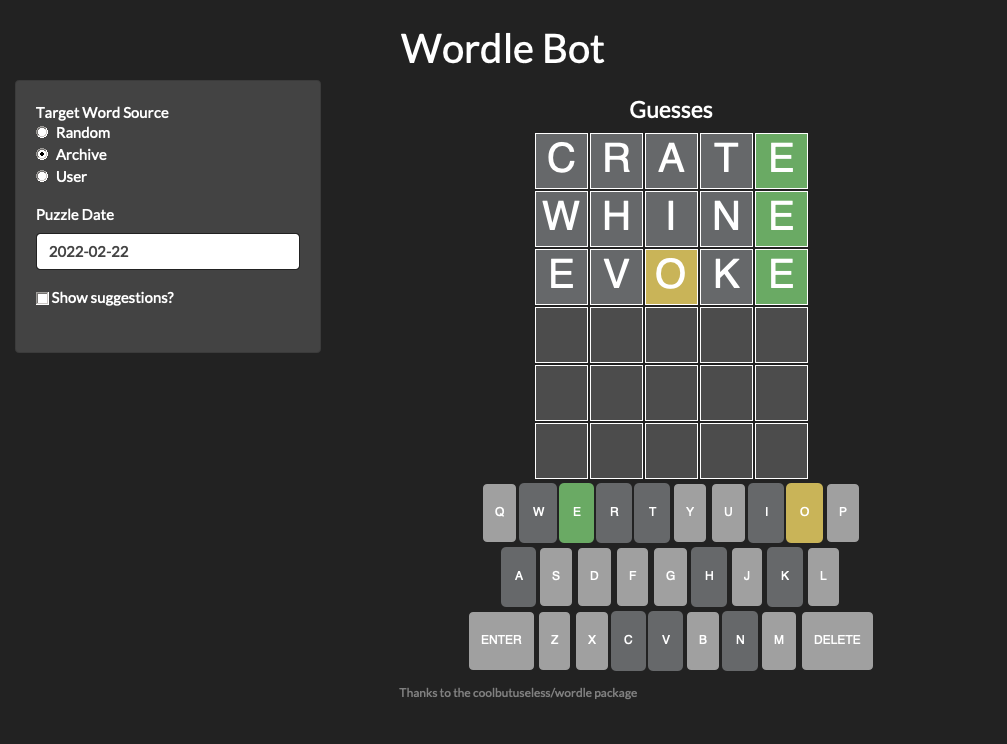 Wordle Bot
Target Word Source
Random
Archive
User
Puzzle Date
2022-02-22
Show suggestions?
Guesses
C R A T E
W H I N E
E V O K E
Q W E R T Y U I O P
A S D F G H J K L
ENTER Z X C V B N M DELETE
Thanks to the coolbutuseless/wordle package